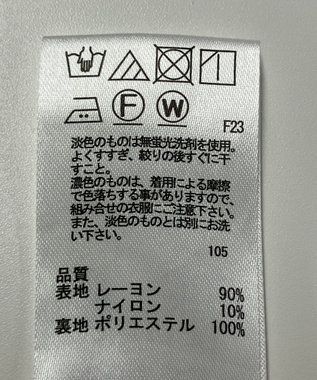 F W F23
淡色のものは無蛍光洗剤を使用。
よくすすぎ、絞りの後すぐに干
すこと。
濃色のものは、着用による摩擦
で色落ちする事がありますので、
組み合せの衣服にご注意下さい。
また、淡色のものとは別にお洗
い下さい。
105
品質
表地 レーヨン 90%
ナイロン 10%
裏地 ポリエステル 100%